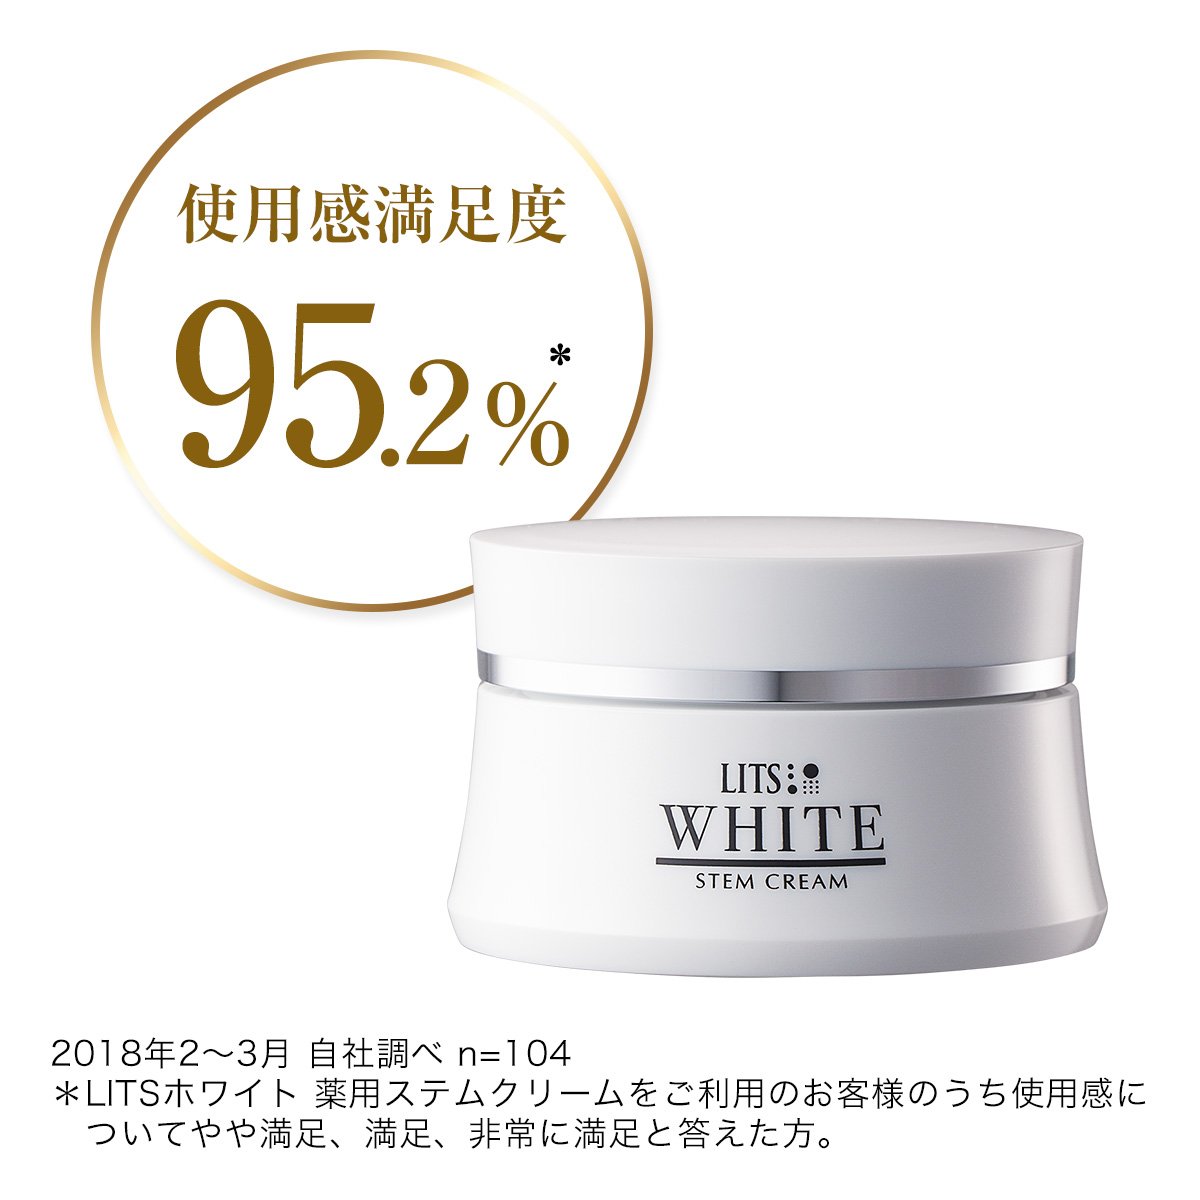 使用感満足度
95.2%*
LITS
WHITE
STEM CREAM
2018年2〜3月 自社調べ n=104
＊LITSホワイト 薬用ステムクリームをご利用のお客様のうち使用感に
ついてやや満足、満足、非常に満足と答えた方。